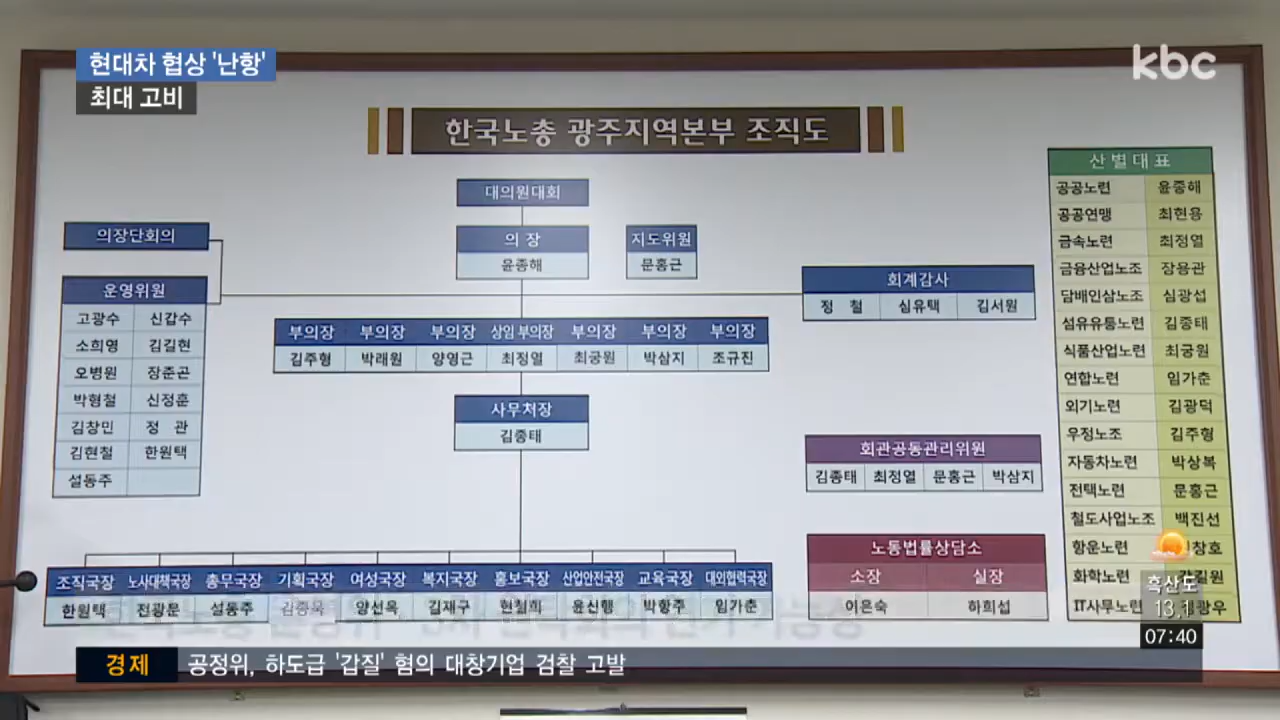 현대차 협상 '난항'
최대 고비
kbc
한국노총 광주지역본부 조직도
대의원대회
의 장
윤종해
지도위원
문홍근
의장단회의
운영위원
고광수 신갑수
소희영 김길현
오병원 장준곤
박형철 신정훈
김창민 정 관
김현철 한원택
설동주
회계감사
정 철 심유택 김서원
부의장 부의장 부의장 상임 부의장 부의장 부의장 부의장
김주형 박래원 양영근 최정열 최궁원 박삼지 조규진
사무처장
김종태
회관공동관리위원
김종태 최정열 문홍근 박삼지
노동법률상담소
소장 실장
이은숙 하희섭
조직국장 노사대책국장 총무국장 기획국장 여성국장 복지국장 홍보국장 산업안전국장 교육국장 대외협력국장
한원택 전광문 설동주 양선옥 김재구 현철희 윤신행 박항주 임가춘
산 별 대 표
공공노련 윤종해
공공연맹 최현용
금속노련 최정열
금융산업노조 장용관
담배인삼노조 심광섭
섬유유통노련 김종태
식품산업노련 최궁원
연합노련 임가춘
외기노련 김광덕
우정노조 김주형
자동차노련 박상복
전택노련 문홍근
철도사업노조 백진선
항운노련 창호
화학노련 길원
IT사무노련 광우
흑산도
13.1
07:40
경제 공정위, 하도급 '갑질' 혐의 대창기업 검찰 고발